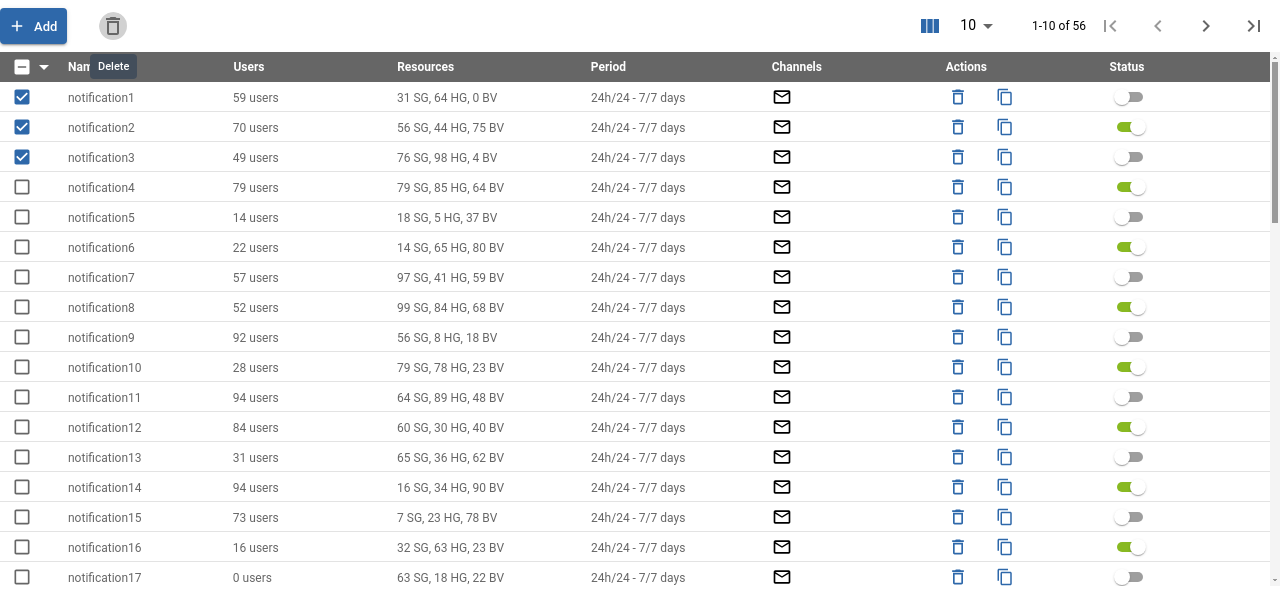 Add
10
1-10 of 56
Delete
Users Resources Period Channels Actions Status
notification1 59 users 31 SG, 64 HG, 0 BV 24h/24 - 7/7 days
notification2 70 users 56 SG, 44 HG, 75 BV 24h/24 - 7/7 days
notification3 49 users 76 SG, 98 HG, 4 BV 24h/24 - 7/7 days
notification4 79 users 79 SG, 85 HG, 64 BV 24h/24 - 7/7 days
notification5 14 users 18 SG, 5 HG, 37 BV 24h/24 - 7/7 days
notification6 22 users 14 SG, 65 HG, 80 BV 24h/24 - 7/7 days
notification7 57 users 97 SG, 41 HG, 59 BV 24h/24 - 7/7 days
notification8 52 users 99 SG, 84 HG, 68 BV 24h/24 - 7/7 days
notification9 92 users 56 SG, 8 HG, 18 BV 24h/24 - 7/7 days
notification10 28 users 79 SG, 78 HG, 23 BV 24h/24 - 7/7 days
notification11 94 users 64 SG, 89 HG, 48 BV 24h/24 - 7/7 days
notification12 84 users 60 SG, 30 HG, 40 BV 24h/24 - 7/7 days
notification13 31 users 65 SG, 36 HG, 62 BV 24h/24 - 7/7 days
notification14 94 users 16 SG, 34 HG, 90 BV 24h/24 - 7/7 days
notification15 73 users 7 SG, 23 HG, 78 BV 24h/24 - 7/7 days
notification16 16 users 32 SG, 63 HG, 23 BV 24h/24 - 7/7 days
notification17 0 users 63 SG, 18 HG, 22 BV 24h/24 - 7/7 days